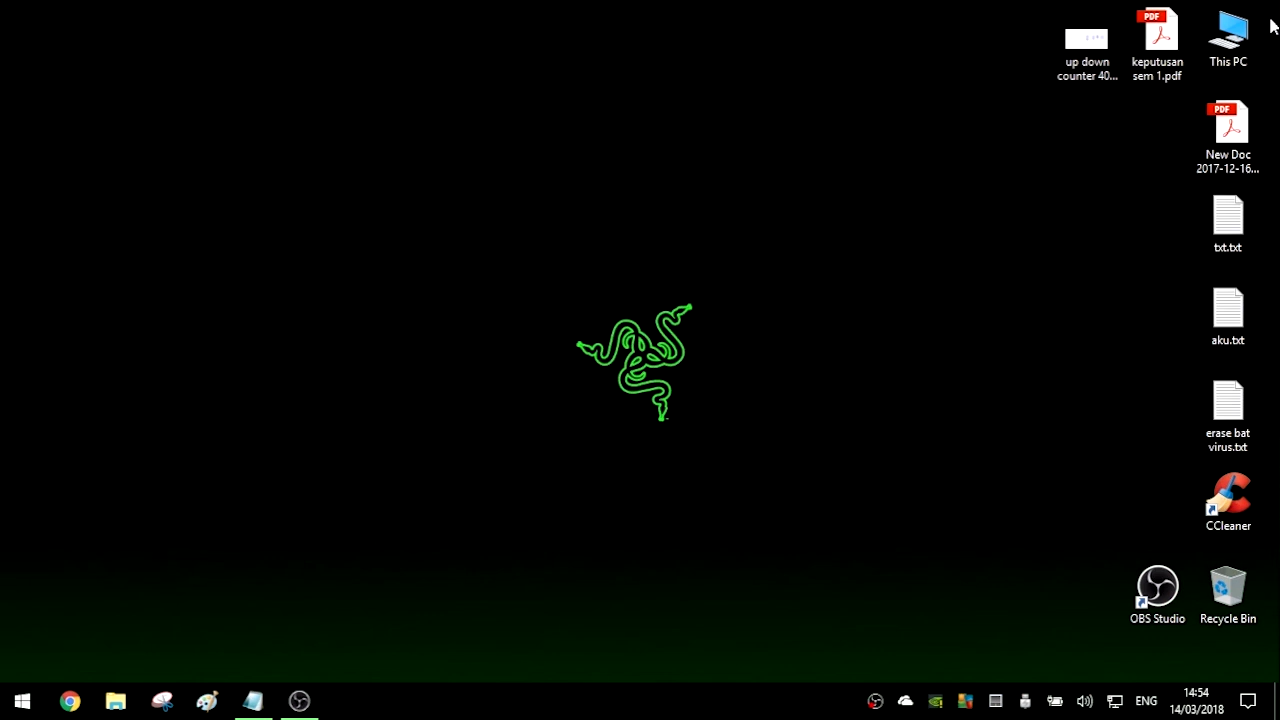 up down
counter 40...
PDF
keputusan
sem 1.pdf
This PC
PDF
New Doc
2017-12-16...
txt.txt
aku.txt
erase bat
virus.txt
CCleaner
OBS Studio
Recycle Bin
ENG
14:54
14/03/2018